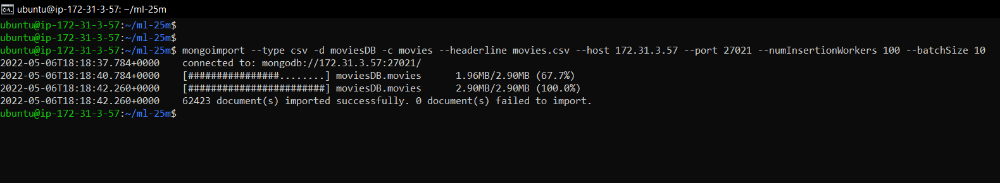 ubuntu@ip-172-31-3-57: ~/ml-25m
ubuntu@ip-172-31-3-57:~/ml-25m$
ubuntu@ip-172-31-3-57:~/ml-25m$
ubuntu@ip-172-31-3-57:~/ml-25m$ mongoimport --type csv -d moviesDB -c movies --headerline movies.csv --host 172.31.3.57 --port 27021 --numInsertionWorkers 100 --batchSize 10
2022-05-06T18:18:37.784+0000    connected to: mongodb://172.31.3.57:27021/
2022-05-06T18:18:40.784+0000    [################........] moviesDB.movies      1.96MB/2.90MB (67.7%)
2022-05-06T18:18:42.260+0000    [########################] moviesDB.movies      2.90MB/2.90MB (100.0%)
2022-05-06T18:18:42.260+0000    62423 document(s) imported successfully. 0 document(s) failed to import.
ubuntu@ip-172-31-3-57:~/ml-25m$